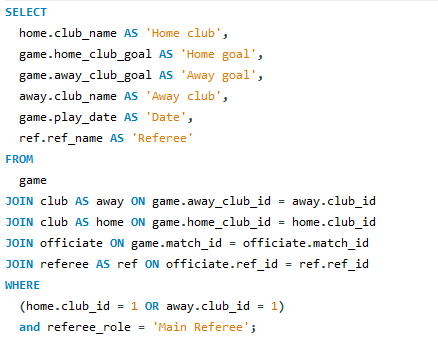 SELECT
home.club_name AS 'Home club',
game.home_club_goal AS 'Home goal',
game.away_club_goal AS 'Away goal',
away.club_name AS 'Away club',
game.play_date AS 'Date',
ref.ref_name AS 'Referee'
FROM
game
JOIN club AS away ON game.away_club_id = away.club_id
JOIN club AS home ON game.home_club_id = home.club_id
JOIN officiate ON game.match_id = officiate.match_id
JOIN referee AS ref ON officiate.ref_id = ref.ref_id
WHERE
(home.club_id = 1 OR away.club_id = 1)
and referee_role = 'Main Referee';